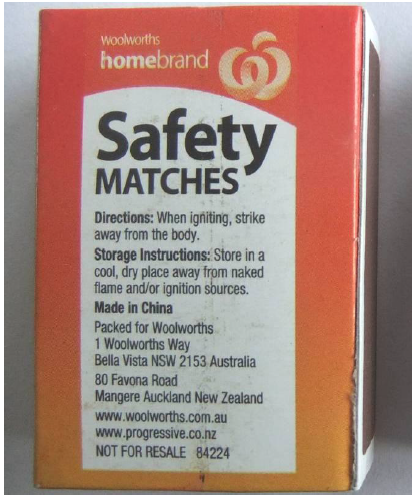 Woolworths
homebrand
Safety
MATCHES
Directions: When igniting, strike
away from the body.
Storage Instructions: Store in a
cool, dry place away from naked
flame and/or ignition sources.
Made in China
Packed for Woolworths
1 Woolworths Way
Bella Vista NSW 2153 Australia
80 Favona Road
Mangere Auckland New Zealand
www.woolworths.com.au
www.progressive.co.nz
NOT FOR RESALE 84224